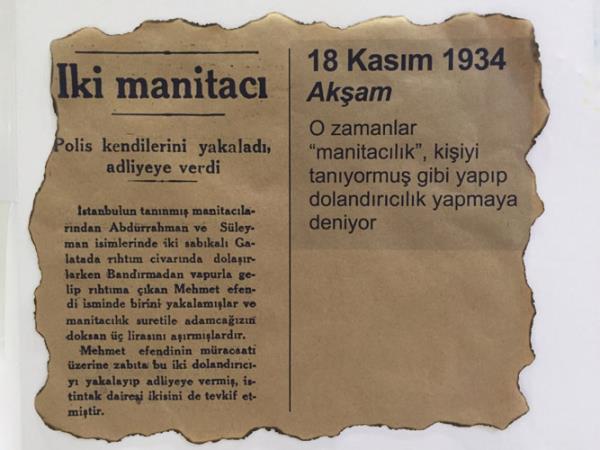 Iki manitacı
Polis kendilerini yakaladı,
adliyeye verdi
İstanbulun tanınmış manitacıla-
rından Abdürrahman ve Süley-
man isimlerinde iki sabıkalı Ga-
latada rıhtım civarında dolaşır-
larken Bandırmadan vapurla ge-
lip rıhtıma çıkan Mehmet efen-
di isminde birini yakalamışlar ve
manitacılık suretile adamcağızın
doksan üç lirasını aşırmışlardır.
Mehmet efendinin müracaati
üzerine zabıta bu iki dolandırıcı-
yı yakalayıp adliyeye vermiş, is-
tintak dairesi ikisini de tevkif et-
miştir.
18 Kasım 1934
Akşam
O zamanlar
“manitacılık”, kişiyi
tanıyormuş gibi yapıp
dolandırıcılık yapmaya
deniyor